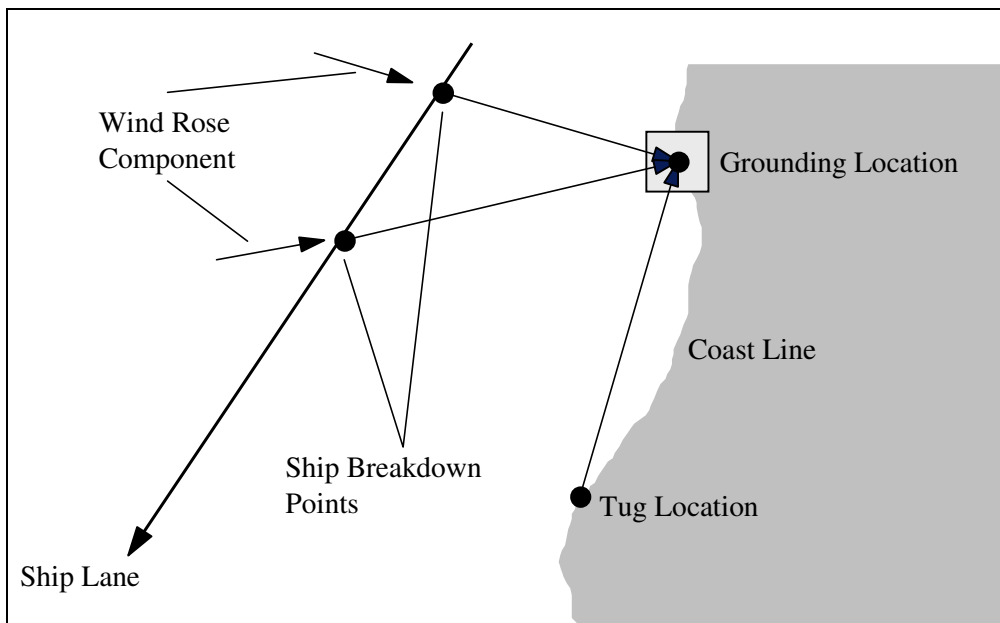 Wind Rose
Component
Grounding Location
Coast Line
Ship Breakdown
Points
Tug Location
Ship Lane